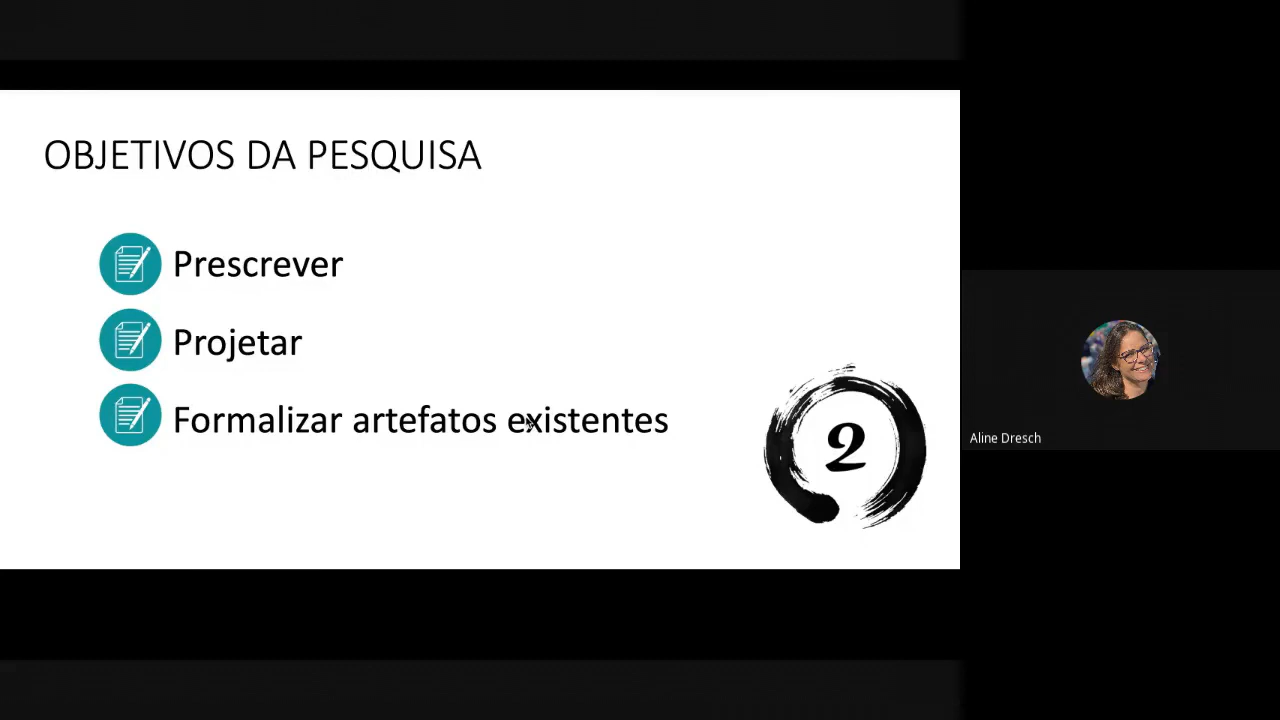 OBJETIVOS DA PESQUISA
Prescrever
Projetar
Formalizar artefatos existentes
2
Aline Dresch